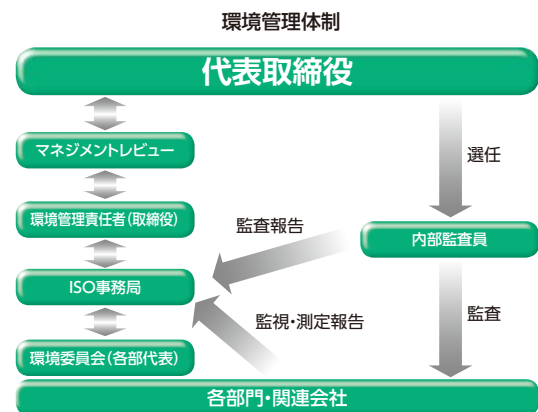 環境管理体制
代表取締役
マネジメントレビュー
選任
環境管理責任者(取締役)
監査報告
内部監査員
ISO事務局
監視・測定報告
監査
環境委員会(各部代表)
各部門・関連会社